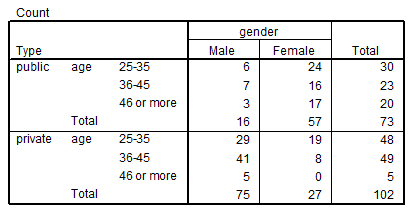 Count
gender
Type Male Female Total
public age 25-35 6 24 30
36-45 7 16 23
46 or more 3 17 20
Total 16 57 73
private age 25-35 29 19 48
36-45 41 8 49
46 or more 5 0 5
Total 75 27 102